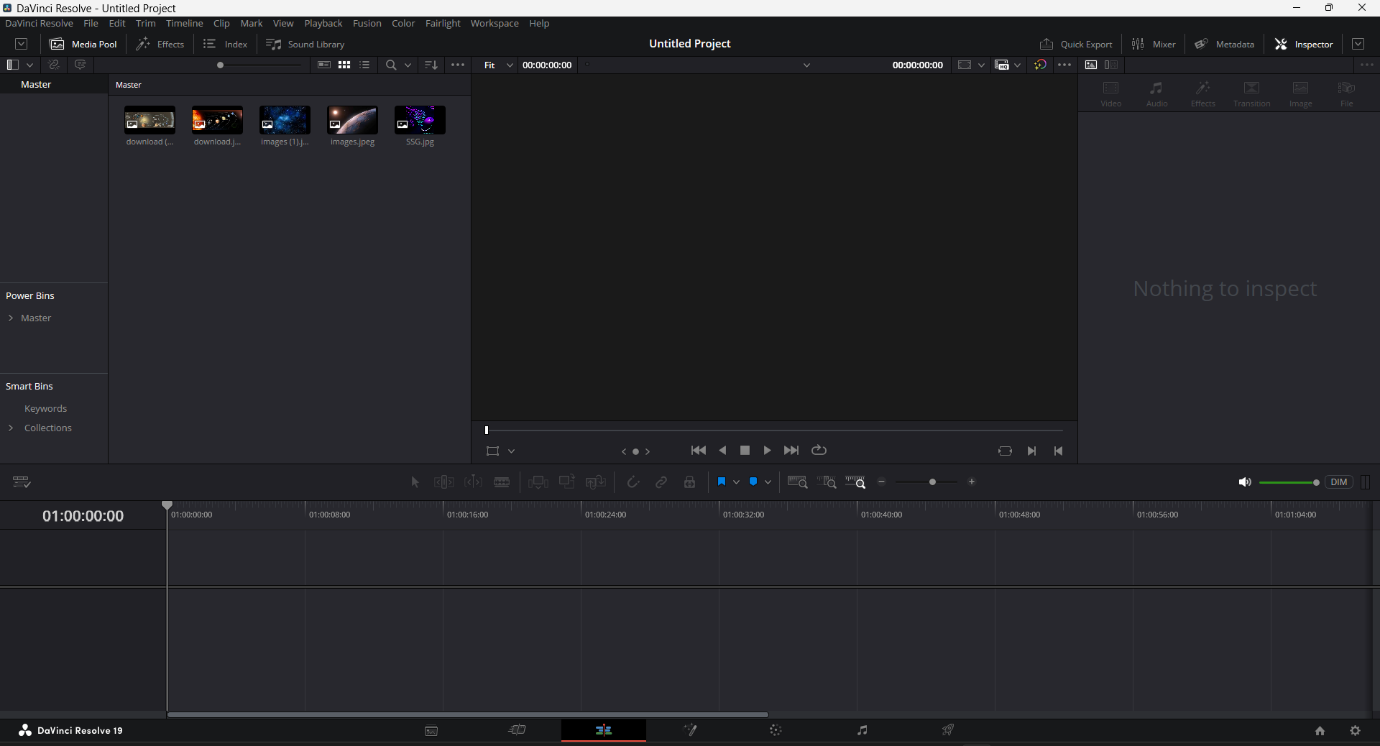 DaVinci Resolve - Untitled Project
DaVinci Resolve File Edit Trim Timeline Clip Mark View Playback Fusion Color Fairlight Workspace Help
Media Pool Effects Index Sound Library Untitled Project Quick Export Mixer Metadata Inspector
Fit 00:00:00:00 00:00:00:00
Master Master
Video Audio Effects Transition Image File
download (... download.j... images (1).j... images.jpeg SSG.jpg
Nothing to inspect
Power Bins
Master
Smart Bins
Keywords
Collections
DIM
01:00:00:00 01:00:00:00 01:00:08:00 01:00:16:00 01:00:24:00 01:00:32:00 01:00:40:00 01:00:48:00 01:00:56:00 01:01:04:00
DaVinci Resolve 19